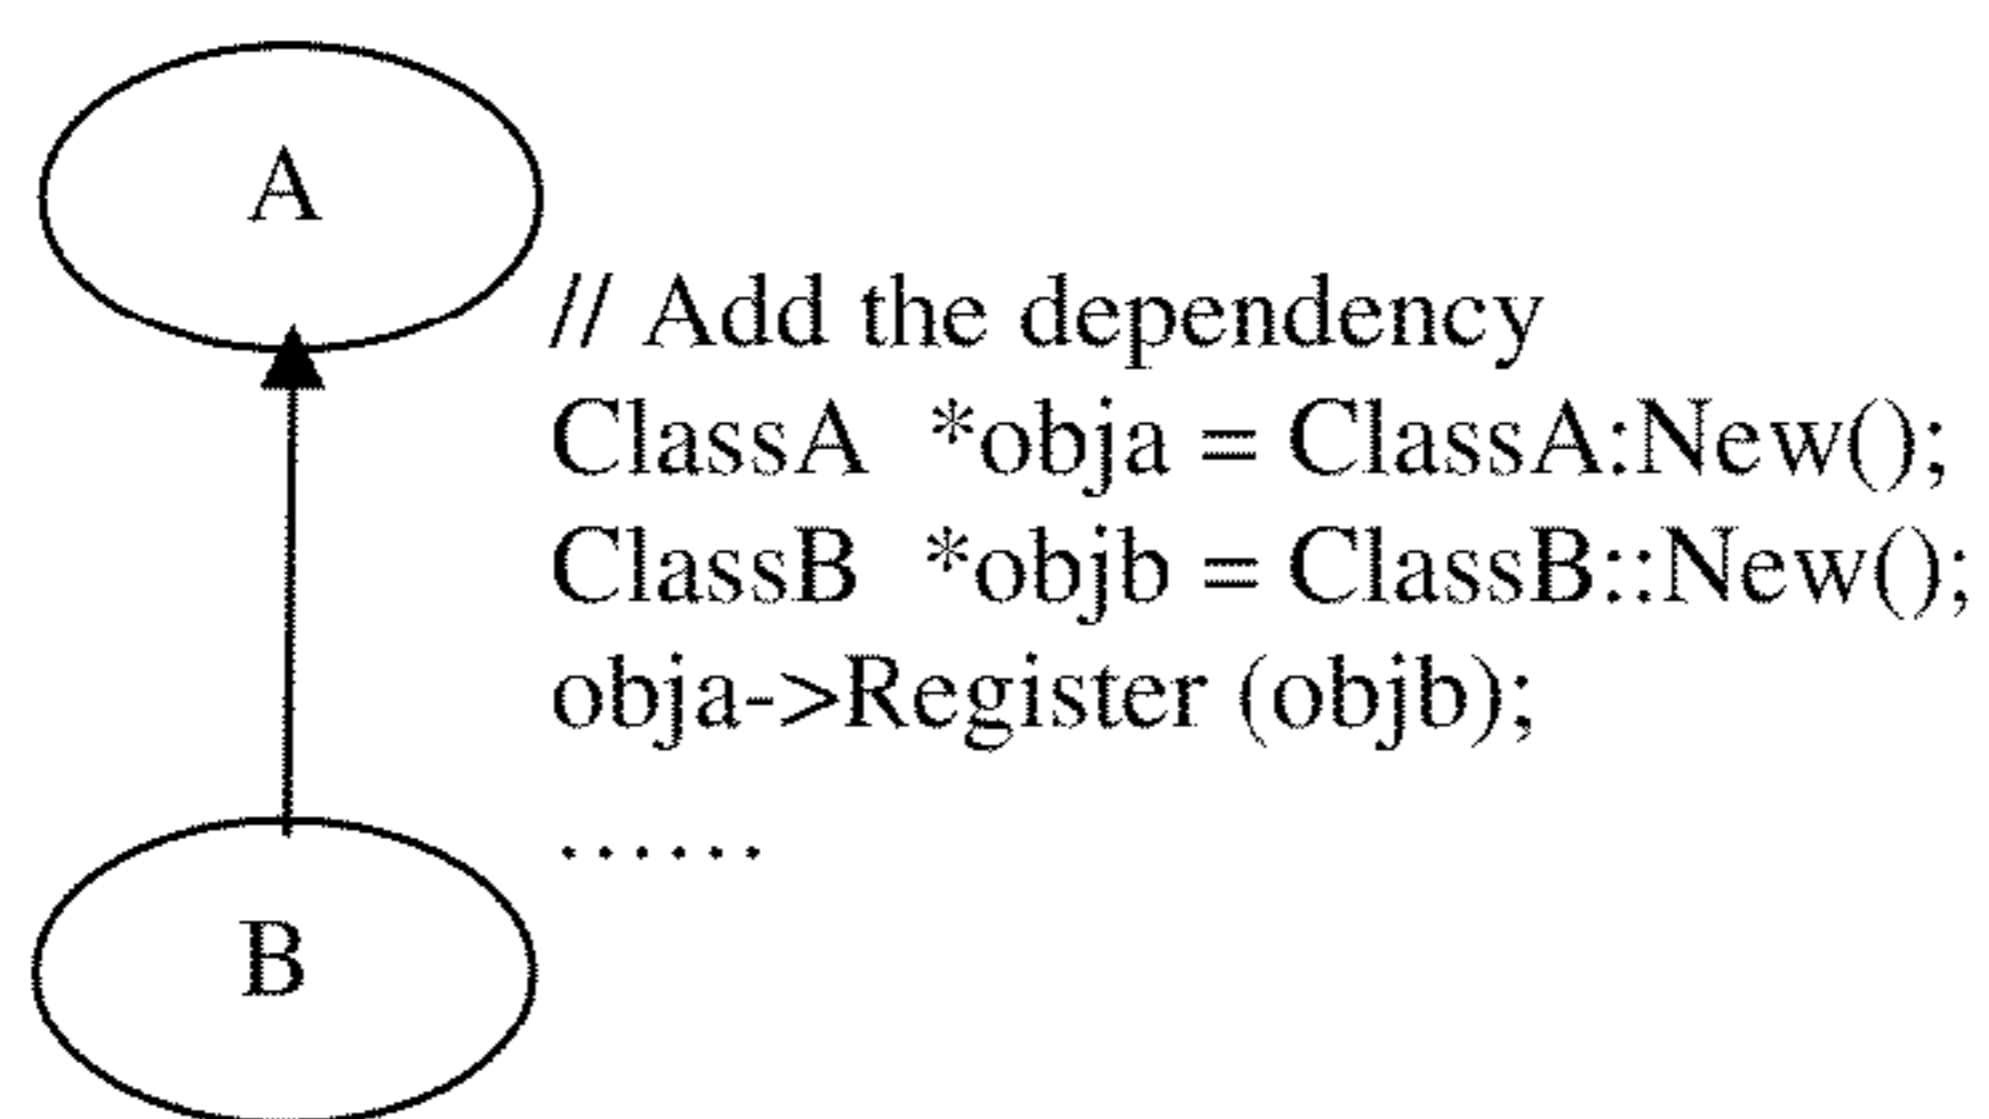 A
// Add the dependency
ClassA *obja = ClassA:New();
ClassB *objb = ClassB::New();
obja->Register (objb);
......
B